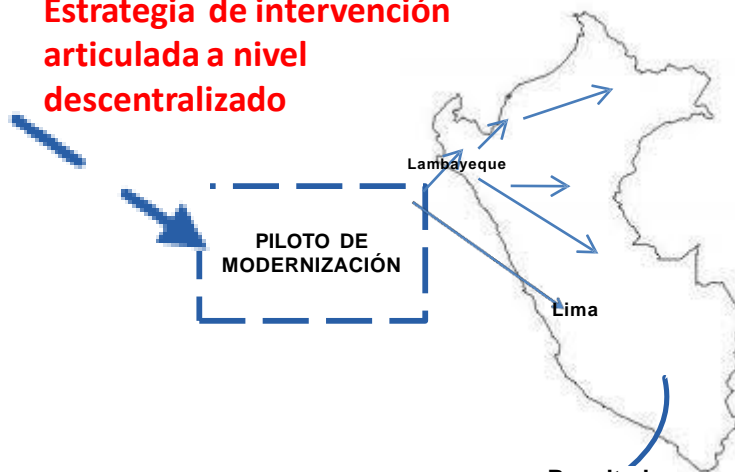 Estrategia de intervención
articulada a nivel
descentralizado
Lambayeque
PILOTO DE
MODERNIZACIÓN
Lima